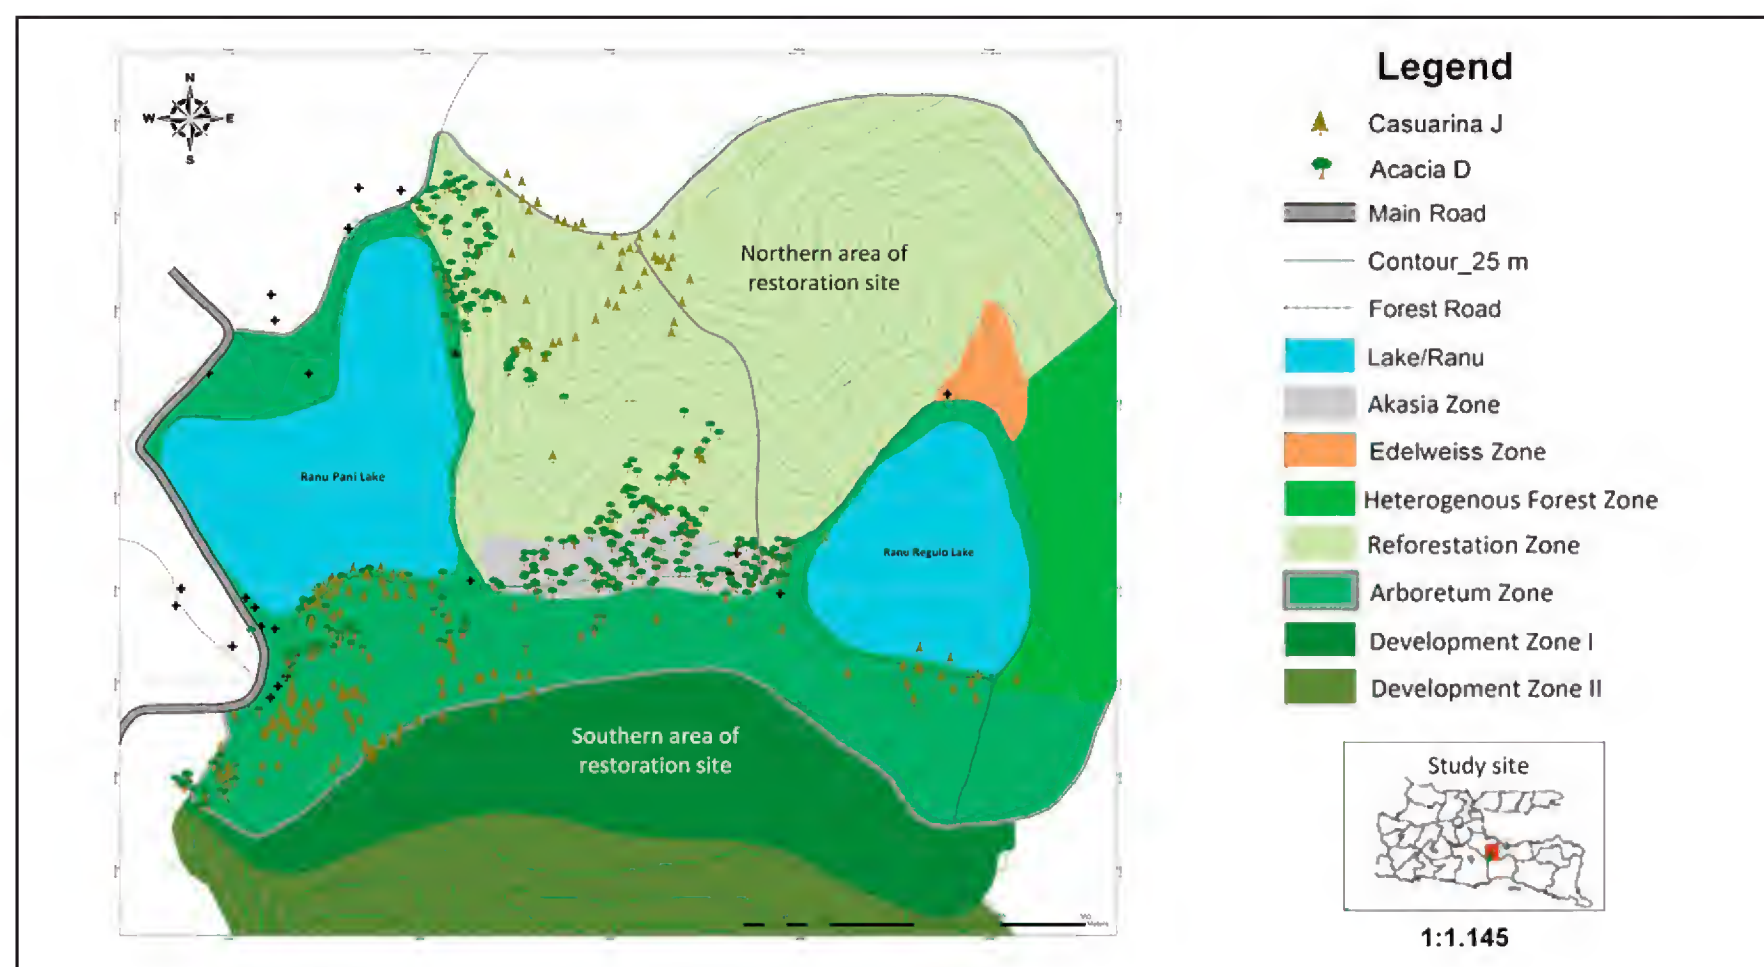 N
W E
S
Northern area of
restoration site
Ranu Pani Lake
Ranu Regulo Lake
Southern area of
restoration site
Legend
Casuarina J
Acacia D
Main Road
Contour_25 m
Forest Road
Lake/Ranu
Akasia Zone
Edelweiss Zone
Heterogenous Forest Zone
Reforestation Zone
Arboretum Zone
Development Zone I
Development Zone II
Study site
1:1.145